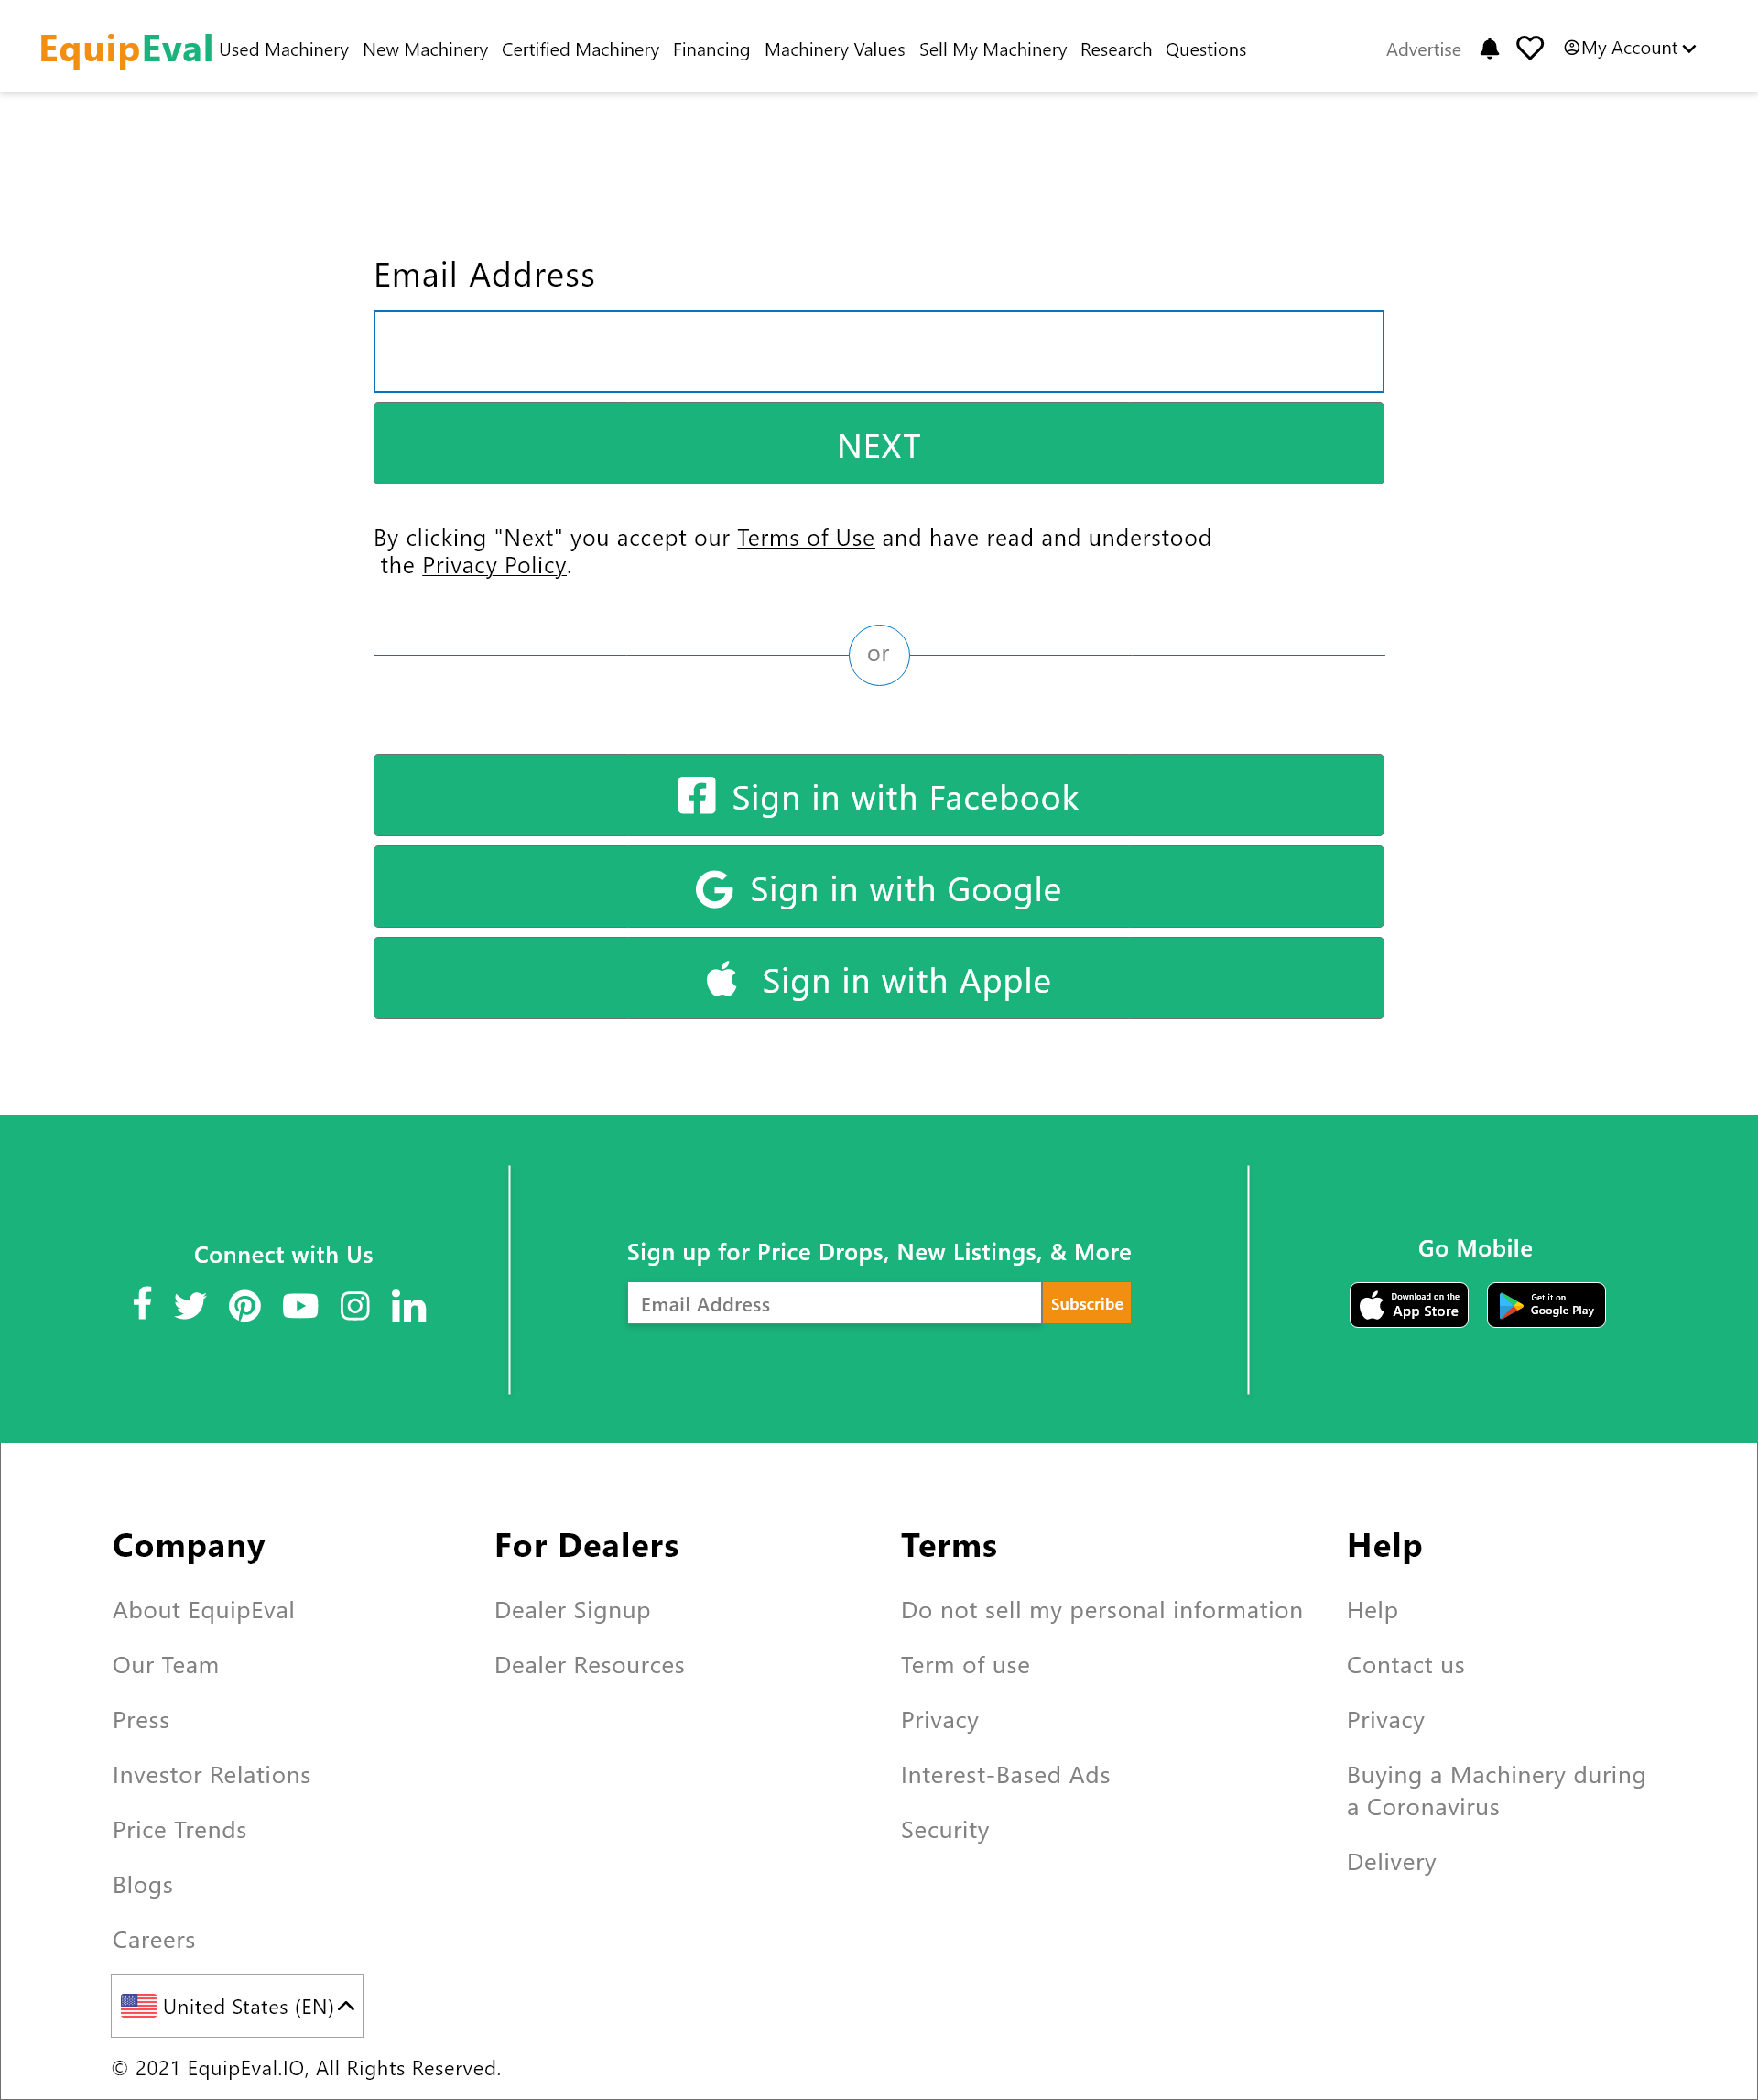 EquipEval Used Machinery New Machinery Certified Machinery Financing Machinery Values Sell My Machinery Research Questions Advertise My Account
Email Address
NEXT
By clicking "Next" you accept our Terms of Use and have read and understood
the Privacy Policy.
or
Sign in with Facebook
Sign in with Google
Sign in with Apple
Connect with Us
Sign up for Price Drops, New Listings, & More
Email Address
Subscribe
Go Mobile
Download on the
App Store
Get it on
Google Play
Company
About EquipEval
Our Team
Press
Investor Relations
Price Trends
Blogs
Careers
For Dealers
Dealer Signup
Dealer Resources
Terms
Do not sell my personal information
Term of use
Privacy
Interest-Based Ads
Security
Help
Help
Contact us
Privacy
Buying a Machinery during
a Coronavirus
Delivery
United States (EN)
© 2021 EquipEval.IO, All Rights Reserved.